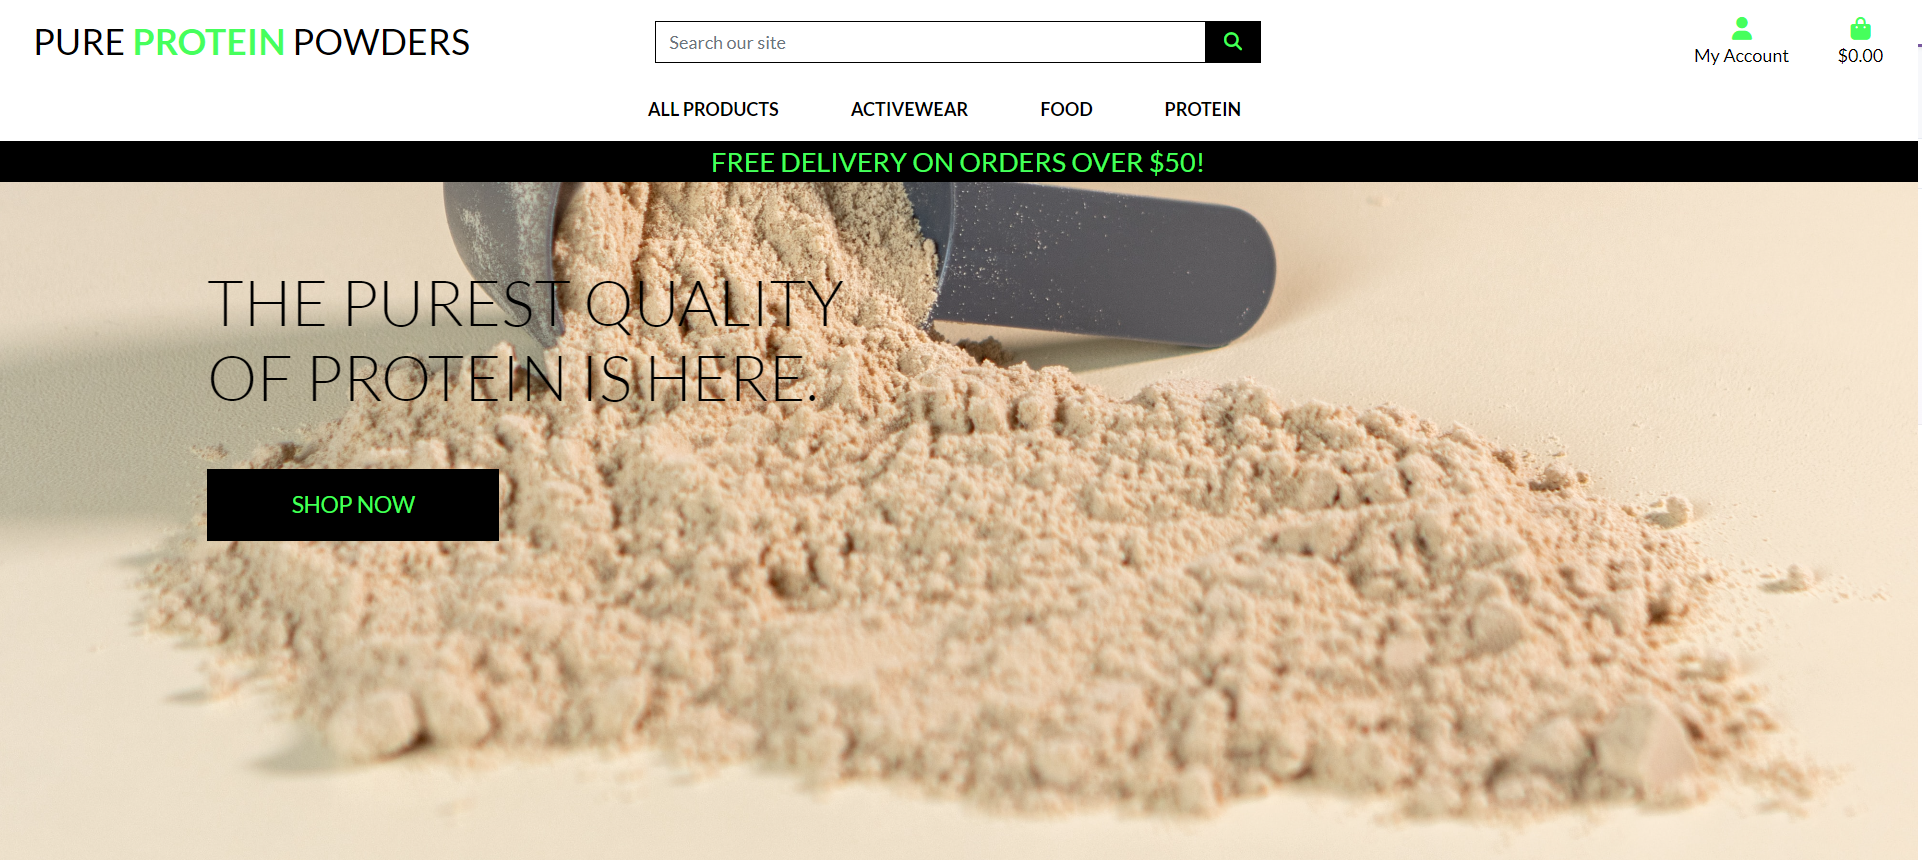 PURE PROTEIN POWDERS
Search our site
My Account
$0.00
ALL PRODUCTS
ACTIVEWEAR
FOOD
PROTEIN
FREE DELIVERY ON ORDERS OVER $50!
THE PUREST QUALITY
OF PROTEIN IS HERE.
SHOP NOW